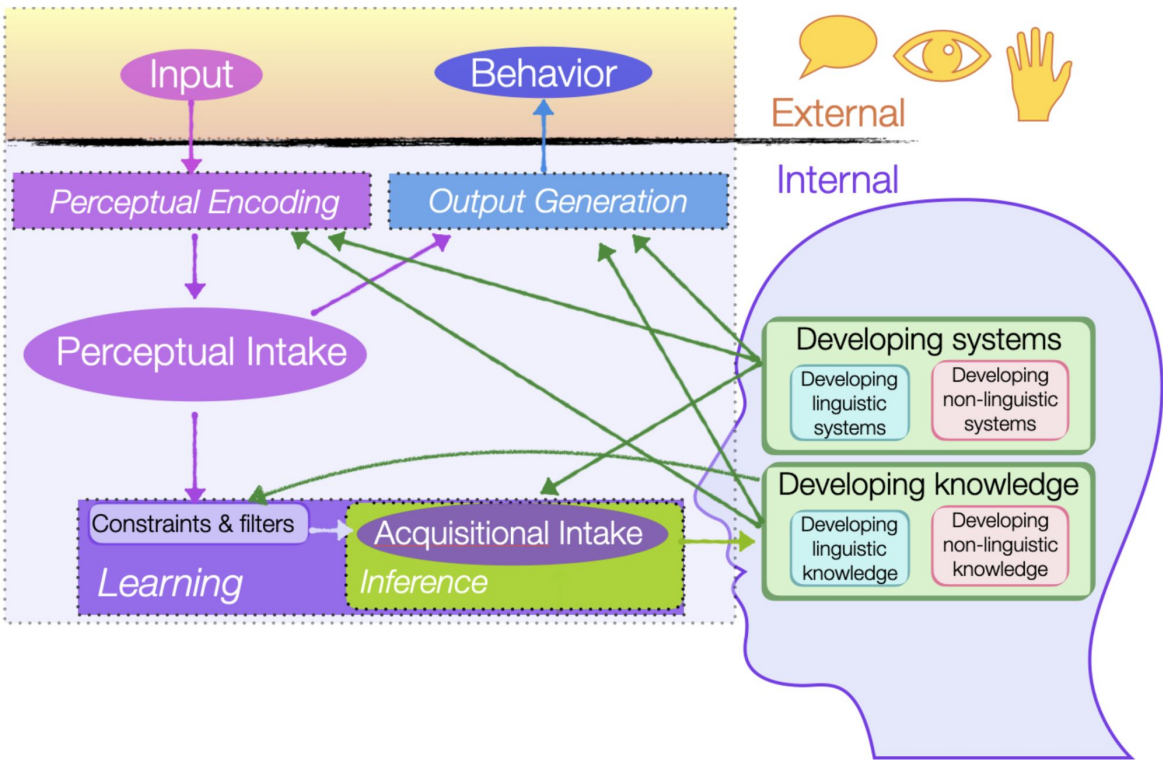 Input
Behavior
External
Internal
Perceptual Encoding
Output Generation
Perceptual Intake
Developing systems
Developing
linguistic
systems
Developing
non-linguistic
systems
Developing knowledge
Developing
linguistic
knowledge
Developing
non-linguistic
knowledge
Constraints & filters
Acquisitional Intake
Learning
Inference